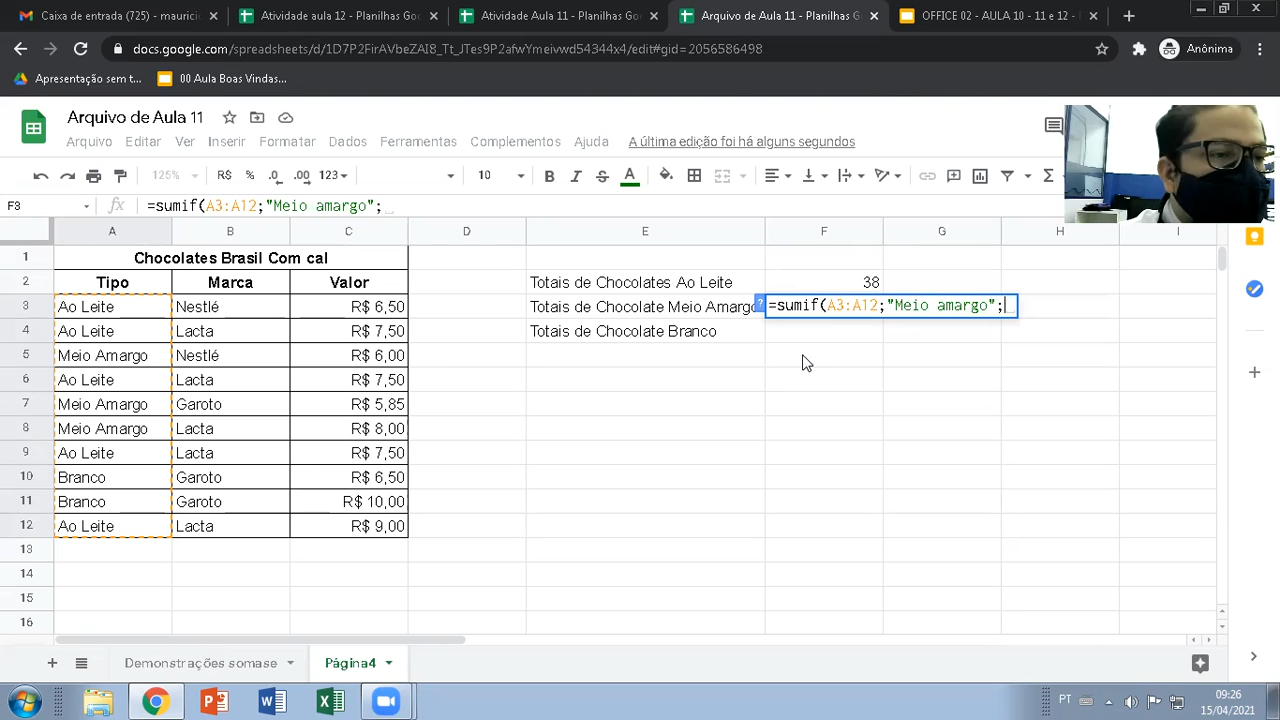 Caixa de entrada (725) - maurici
Atividade aula 12 - Planilhas Goo
Atividade Aula 11 - Planilhas Go
Arquivo de Aula 11 - Planilhas G
OFFICE 02 - AULA 10 - 11 e 12 -
docs.google.com/spreadsheets/d/1D7P2FirAVbeZAI8_Tt_JTes9P2afwYmeivwd54344x4/edit#gid=2056586498
Anônima
Apresentação sem t...
00 Aula Boas Vindas...
Arquivo de Aula 11
Arquivo Editar Ver Inserir Formatar Dados Ferramentas Complementos Ajuda A última edição foi há alguns segundos
125% R$ % .0 .00 123 10 B I S A Σ
F3 fx =sumif(A3:A12;"Meio amargo";
A B C D E F G H I
1 Chocolates Brasil Com cal
2 Tipo Marca Valor Totais de Chocolates Ao Leite 38
3 Ao Leite Nestlé R$ 6,50 Totais de Chocolate Meio Amargo ? =sumif(A3:A12;"Meio amargo";
4 Ao Leite Lacta R$ 7,50 Totais de Chocolate Branco
5 Meio Amargo Nestlé R$ 6,00
6 Ao Leite Lacta R$ 7,50
7 Meio Amargo Garoto R$ 5,85
8 Meio Amargo Lacta R$ 8,00
9 Ao Leite Lacta R$ 7,50
10 Branco Garoto R$ 6,50
11 Branco Garoto R$ 10,00
12 Ao Leite Lacta R$ 9,00
13
14
15
16
Demonstrações somase Página4
PT 09:26
15/04/2021